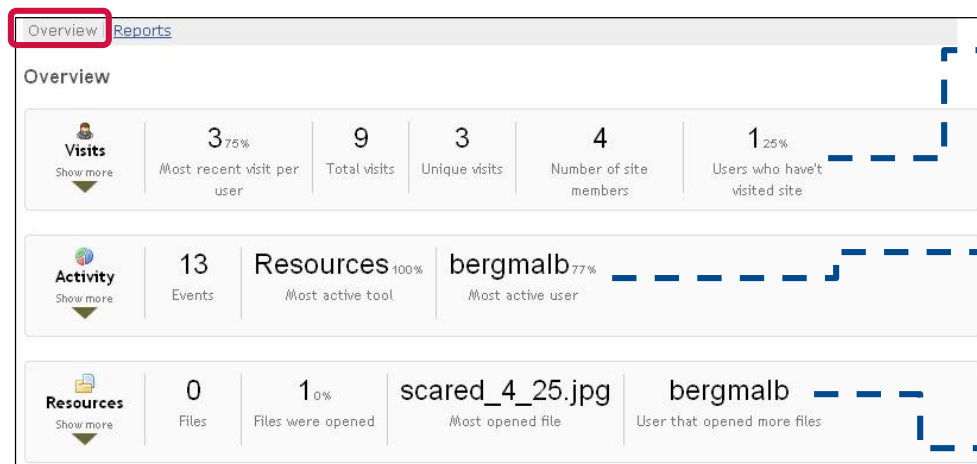 Overview | Reports
Overview
Visits
Show more
3 75%
Most recent visit per
user
9
Total visits
3
Unique visits
4
Number of site
members
1 25%
Users who have't
visited site
Activity
Show more
13
Events
Resources 100%
Most active tool
bergmalb 77%
Most active user
Resources
Show more
0
Files
1 0%
Files were opened
scared_4_25.jpg
Most opened file
bergmalb
User that opened more files